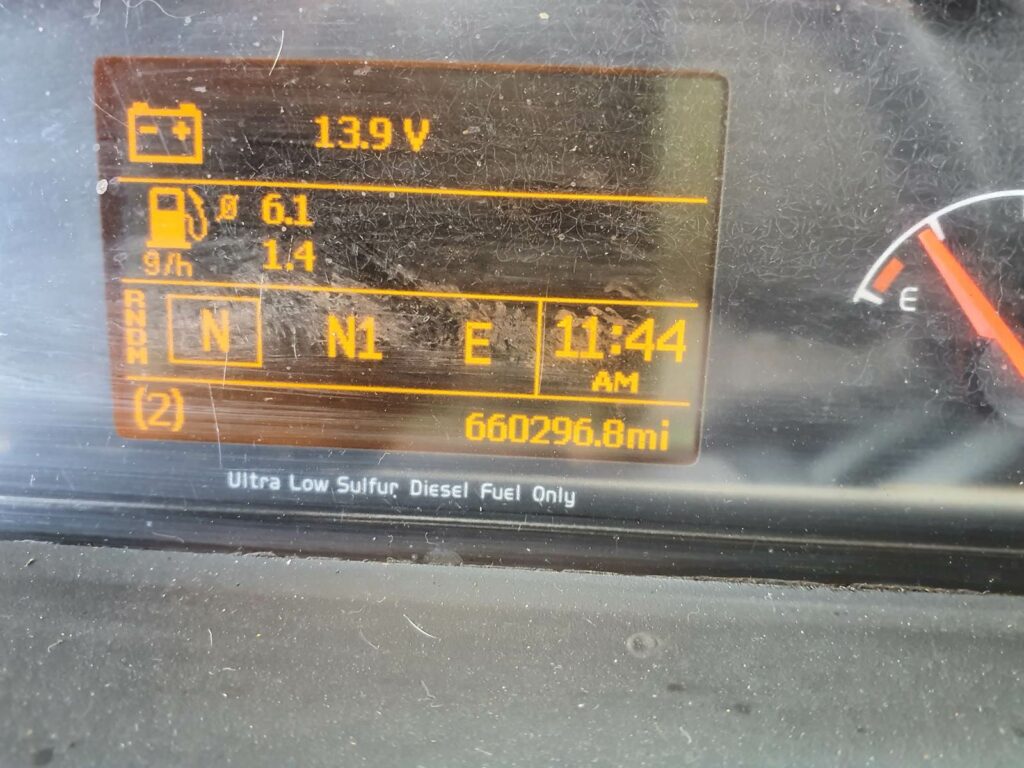 13.9 V
ø 6.1
g/h 1.4
RNDM N N1 E 11:44
AM
(2) 660296.8mi
Ultra Low Sulfur Diesel Fuel Only
E